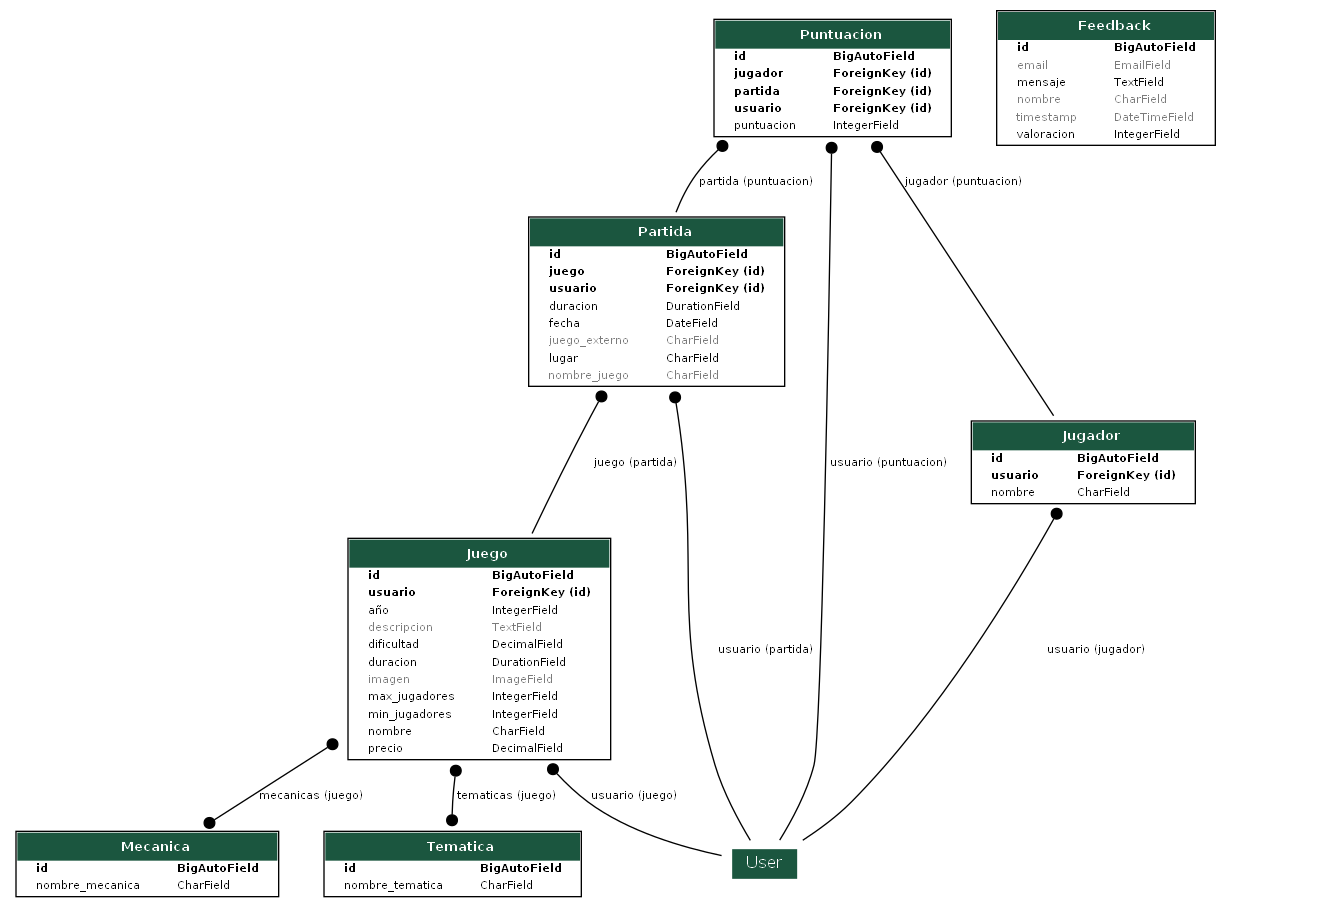 Puntuacion
id BigAutoField
jugador ForeignKey (id)
partida ForeignKey (id)
usuario ForeignKey (id)
puntuacion IntegerField
Feedback
id BigAutoField
email EmailField
mensaje TextField
nombre CharField
timestamp DateTimeField
valoracion IntegerField
partida (puntuacion)
jugador (puntuacion)
Partida
id BigAutoField
juego ForeignKey (id)
usuario ForeignKey (id)
duracion DurationField
fecha DateField
juego_externo CharField
lugar CharField
nombre_juego CharField
juego (partida)
usuario (puntuacion)
Jugador
id BigAutoField
usuario ForeignKey (id)
nombre CharField
Juego
id BigAutoField
usuario ForeignKey (id)
año IntegerField
descripcion TextField
dificultad DecimalField
duracion DurationField
imagen ImageField
max_jugadores IntegerField
min_jugadores IntegerField
nombre CharField
precio DecimalField
usuario (partida)
usuario (jugador)
mecanicas (juego)
tematicas (juego)
usuario (juego)
Mecanica
id BigAutoField
nombre_mecanica CharField
Tematica
id BigAutoField
nombre_tematica CharField
User